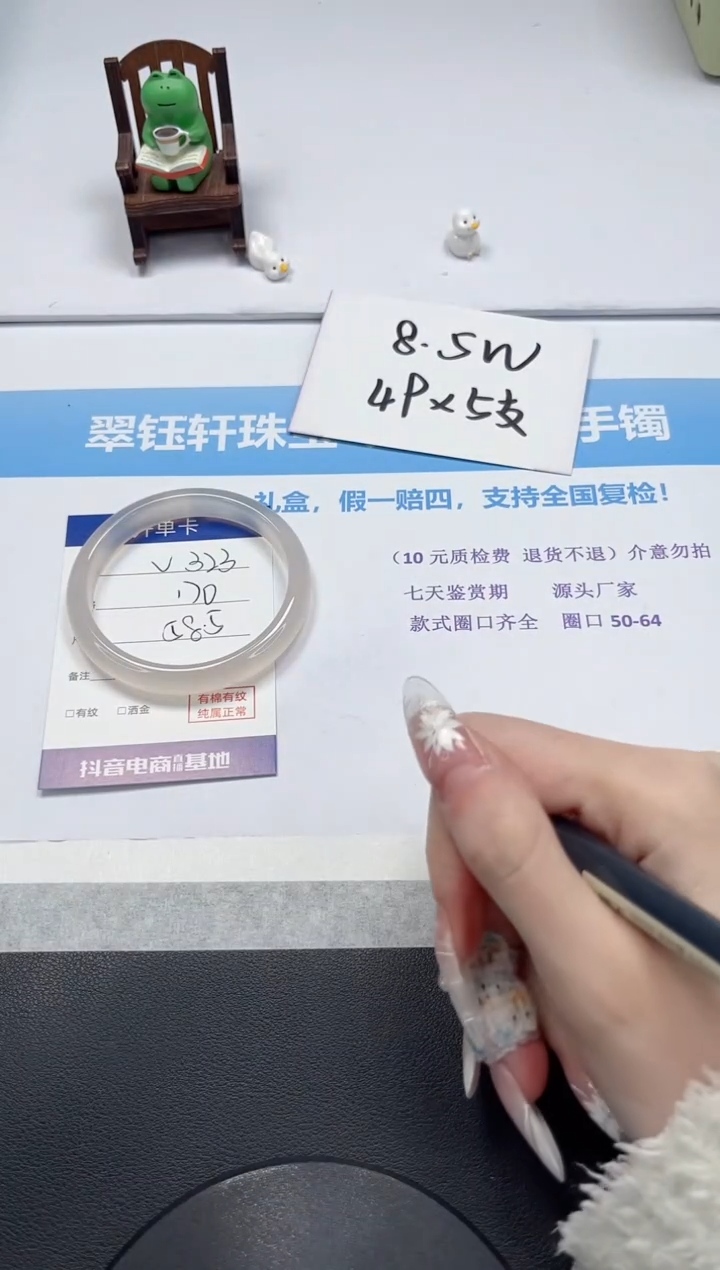 8.5W
4P×5支
翠钰轩珠
手镯
礼盒，假一赔四，支持全国复检！
单卡
V 333
170
58.5
（10 元质检费 退货不退）介意勿拍
七天鉴赏期 源头厂家
款式圈口齐全 圈口 50-64
备注
□有纹 □洒金
有棉有纹
纯属正常
抖音电商直播基地